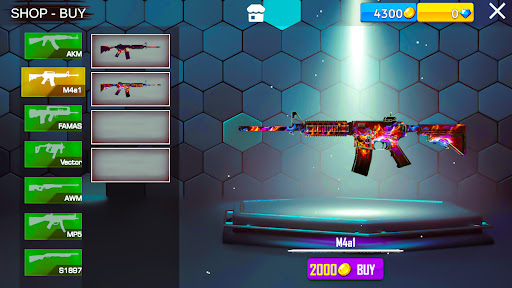 SHOP - BUY
4300
0
AKM
M4a1
FAMAS
Vector
AWM
MP5
S1897
M4a1
2000 BUY